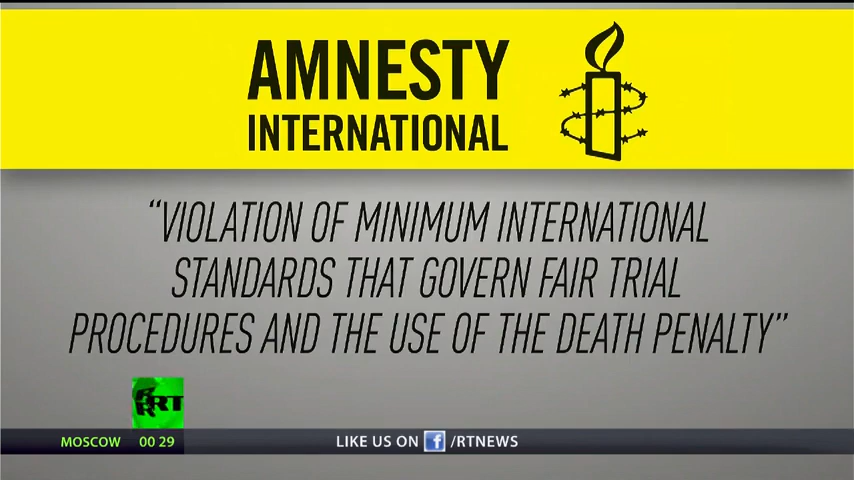 AMNESTY
INTERNATIONAL
“VIOLATION OF MINIMUM INTERNATIONAL
STANDARDS THAT GOVERN FAIR TRIAL
PROCEDURES AND THE USE OF THE DEATH PENALTY”
RT
MOSCOW 00 29
LIKE US ON f /RTNEWS